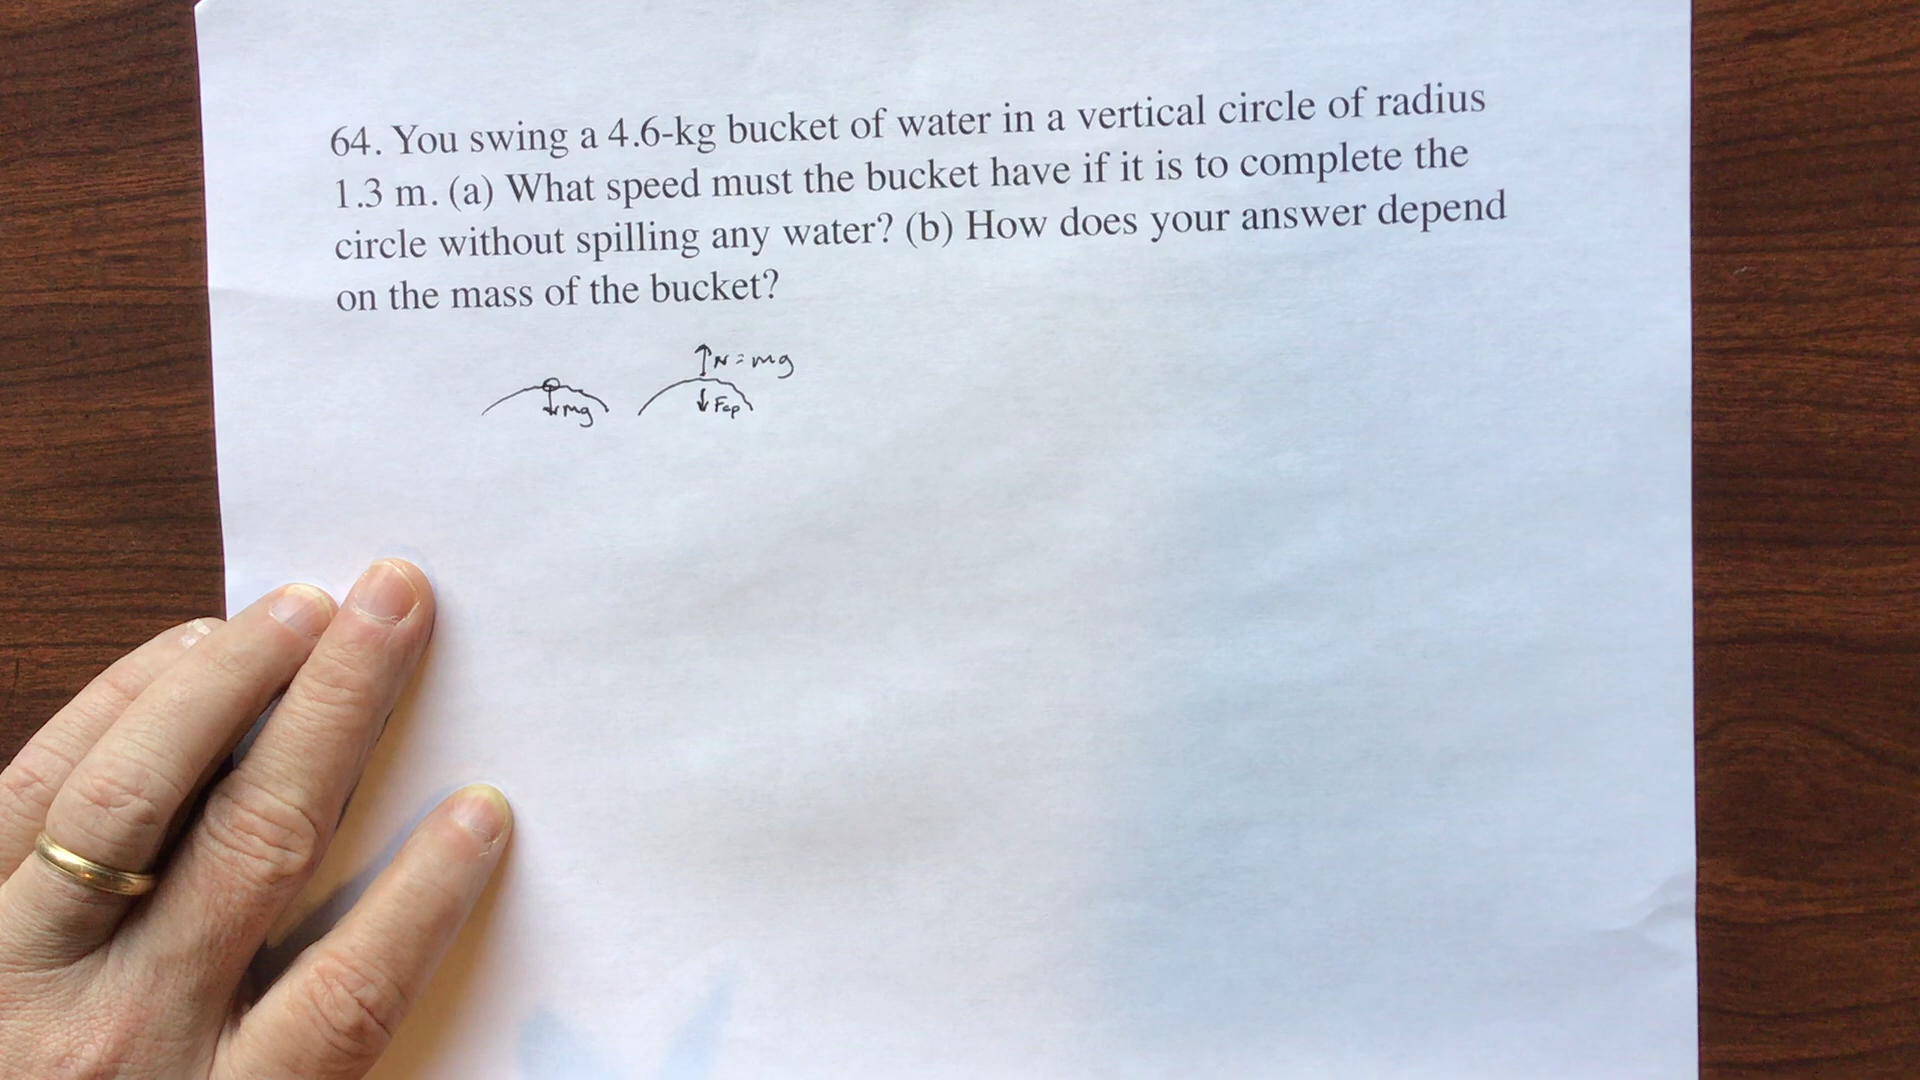 64. You swing a 4.6-kg bucket of water in a vertical circle of radius
1.3 m. (a) What speed must the bucket have if it is to complete the
circle without spilling any water? (b) How does your answer depend
on the mass of the bucket?
↑N=mg
↓mg ↓Fcp